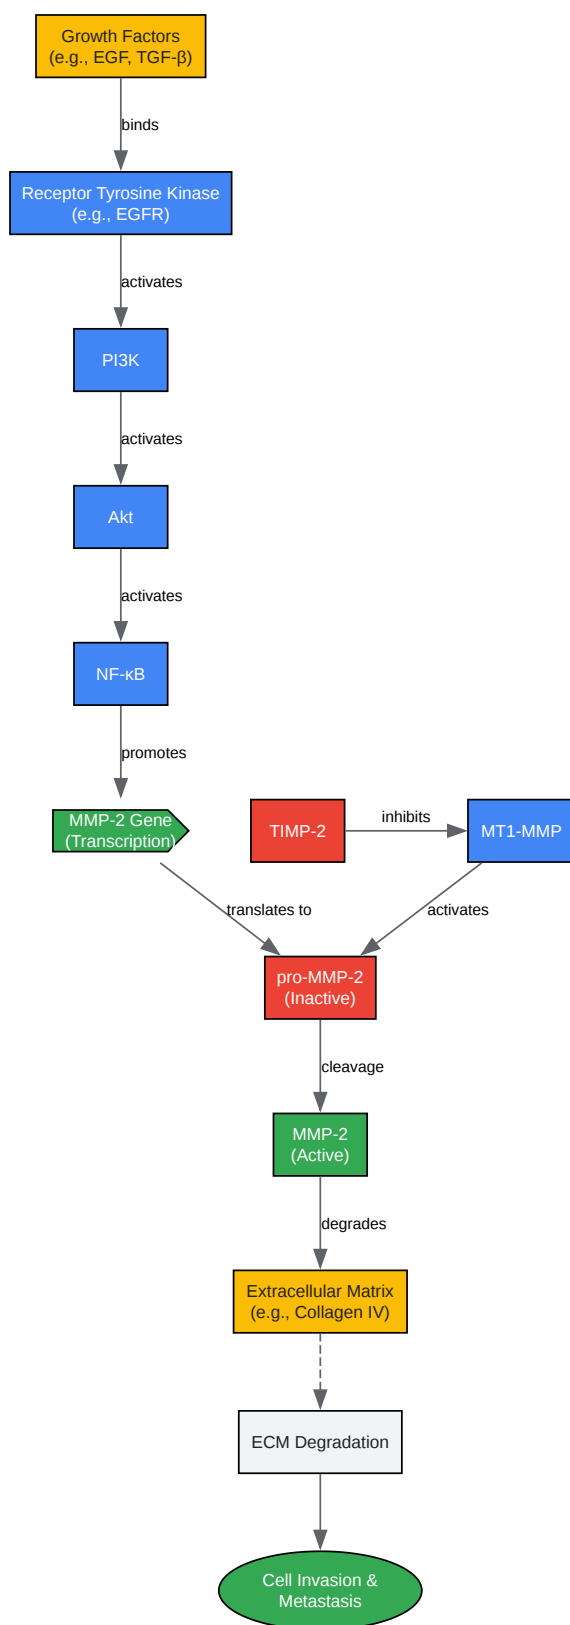 Growth Factors
(e.g., EGF, TGF-β)
binds
Receptor Tyrosine Kinase
(e.g., EGFR)
activates
PI3K
activates
Akt
activates
NF-κB
promotes
MMP-2 Gene
(Transcription)
TIMP-2
inhibits
MT1-MMP
translates to
activates
pro-MMP-2
(Inactive)
cleavage
MMP-2
(Active)
degrades
Extracellular Matrix
(e.g., Collagen IV)
ECM Degradation
Cell Invasion &
Metastasis